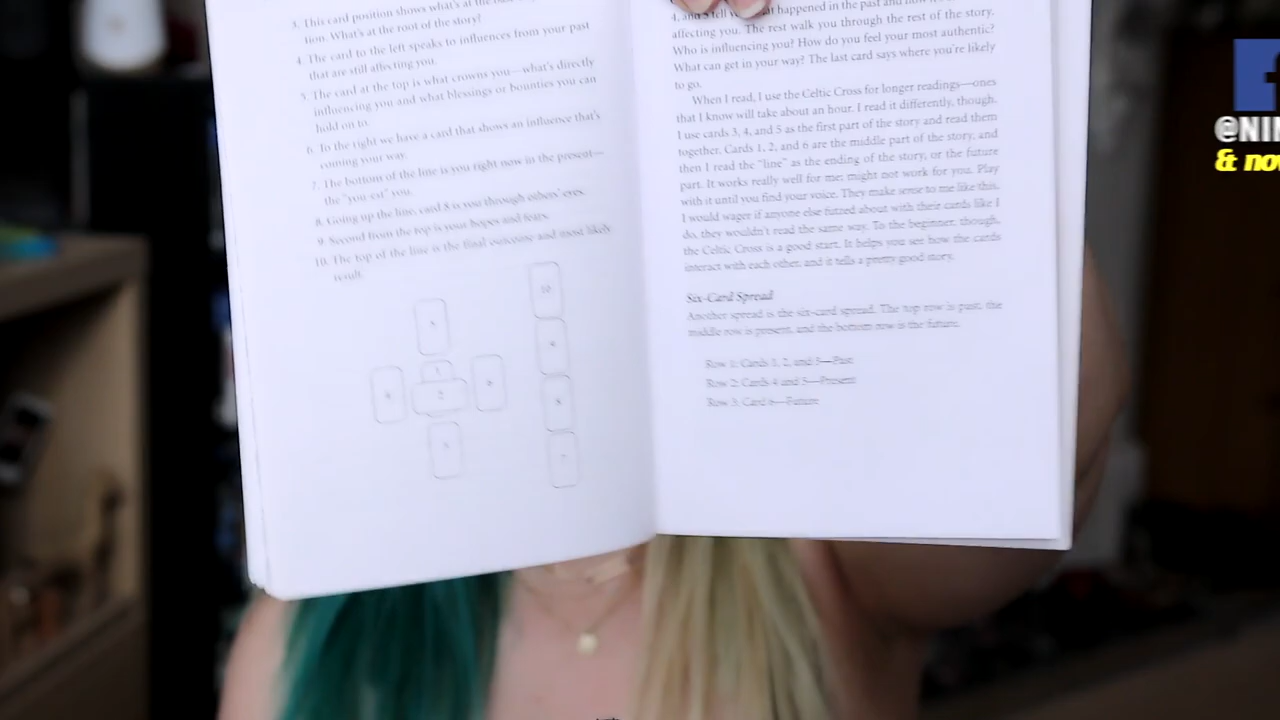 3. This card position shows what's at the
tion. What's at the root of the story?
4. The card to the left speaks to influences from your past
that are still affecting you.
5. The card at the top is what crowns you—what's directly
influencing you and what blessings or bounties you can
hold on to.
6. To the right we have a card that shows an influence that's
coming your way.
7. The bottom of the line is you right now in the present—
the "you-est" you.
8. Going up the line, card 8 is you through others' eyes.
9. Second from the top is your hopes and fears.
10. The top of the line is the final outcome and most likely
result.
10
9
1
2
8
7
4, and 5 tell happened in the past and
affecting you. The rest walk you through the rest of the story.
Who is influencing you? How do you feel your most authentic?
What can get in your way? The last card says where you're likely
to go.
When I read, I use the Celtic Cross for longer readings—ones
that I know will take about an hour. I read it differently, though.
I use cards 3, 4, and 5 as the first part of the story and read them
together. Cards 1, 2, and 6 are the middle part of the story, and
then I read the "line" as the ending of the story, or the future
part. It works really well for me; might not work for you. Play
with it until you find your voice. They make sense to me like this.
I would wager if anyone else futzed about with their cards like I
do, they wouldn't read the same way. To the beginner, though,
the Celtic Cross is a good start. It helps you see how the cards
interact with each other, and it tells a pretty good story.
Six-Card Spread
Another spread is the six-card spread. The top row is past, the
middle row is present, and the bottom row is the future.
Row 1: Cards 1, 2, and 3—Past
Row 2: Cards 4 and 5—Present
Row 3: Card 6—Future
f
@NIN
& now